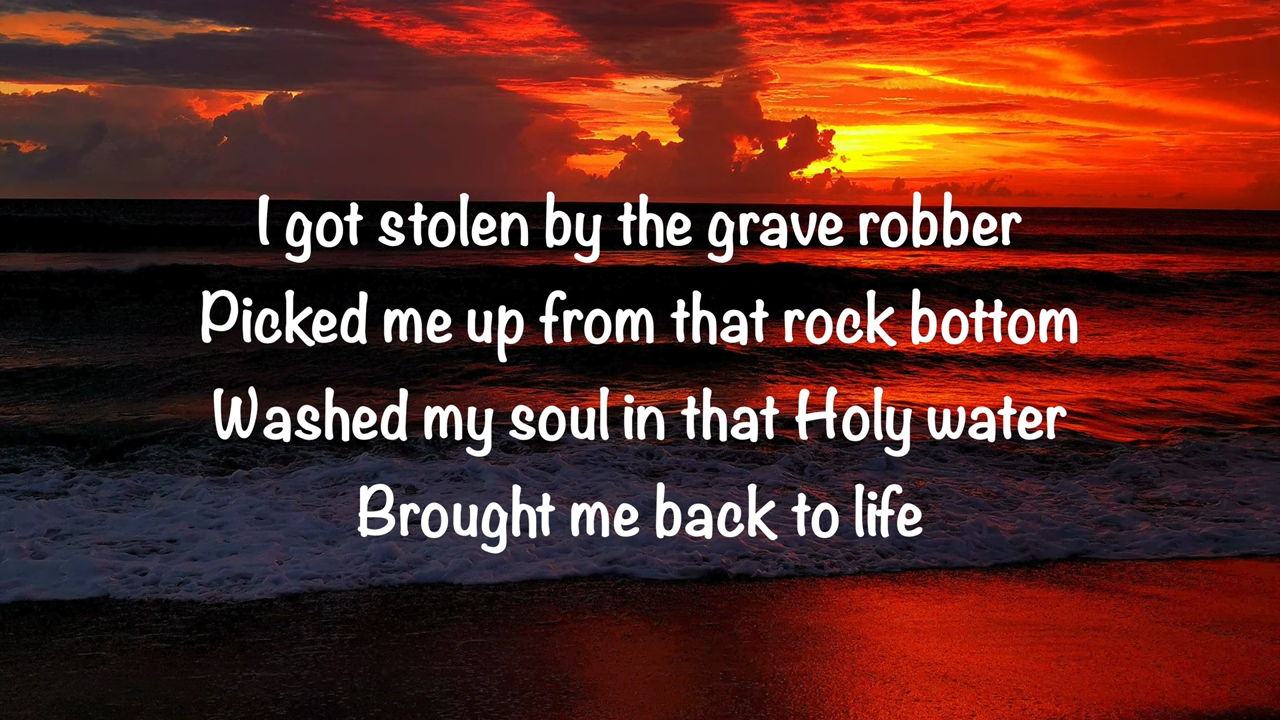 I got stolen by the grave robber
Picked me up from that rock bottom
Washed my soul in that Holy water
Brought me back to life